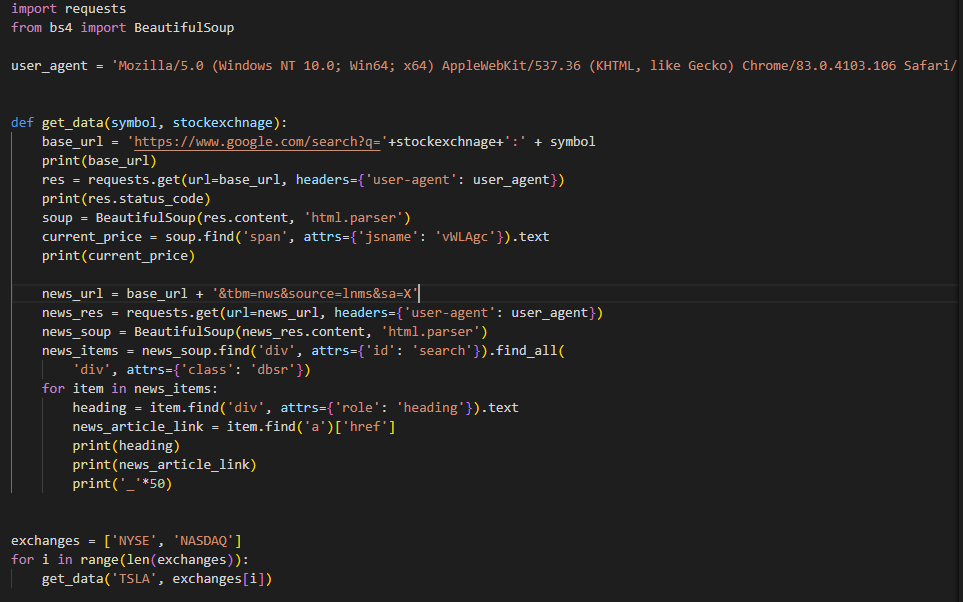 import requests
from bs4 import BeautifulSoup
user_agent = 'Mozilla/5.0 (Windows NT 10.0; Win64; x64) AppleWebKit/537.36 (KHTML, like Gecko) Chrome/83.0.4103.106 Safari/
def get_data(symbol, stockexchnage):
    base_url = 'https://www.google.com/search?q='+stockexchnage+':' + symbol
    print(base_url)
    res = requests.get(url=base_url, headers={'user-agent': user_agent})
    print(res.status_code)
    soup = BeautifulSoup(res.content, 'html.parser')
    current_price = soup.find('span', attrs={'jsname': 'vWLAgc'}).text
    print(current_price)
    news_url = base_url + '&tbm=nws&source=lnms&sa=X'
    news_res = requests.get(url=news_url, headers={'user-agent': user_agent})
    news_soup = BeautifulSoup(news_res.content, 'html.parser')
    news_items = news_soup.find('div', attrs={'id': 'search'}).find_all(
        'div', attrs={'class': 'dbsr'})
    for item in news_items:
        heading = item.find('div', attrs={'role': 'heading'}).text
        news_article_link = item.find('a')['href']
        print(heading)
        print(news_article_link)
        print('_'*50)
exchanges = ['NYSE', 'NASDAQ']
for i in range(len(exchanges)):
    get_data('TSLA', exchanges[i])